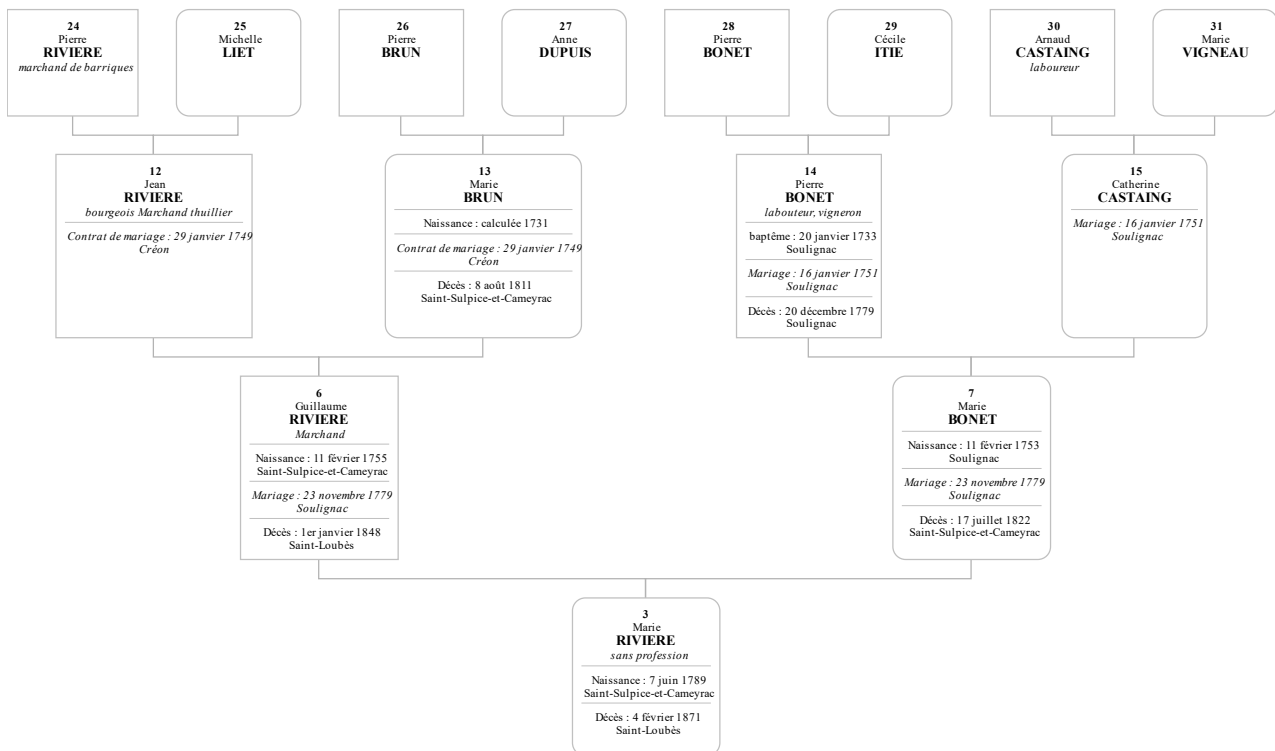 24
Pierre
RIVIERE
marchand de barriques
25
Michelle
LIET
26
Pierre
BRUN
27
Anne
DUPUIS
28
Pierre
BONET
29
Cécile
ITIE
30
Arnaud
CASTAING
laboureur
31
Marie
VIGNEAU
12
Jean
RIVIERE
bourgeois Marchand thuillier
Contrat de mariage : 29 janvier 1749
Créon
13
Marie
BRUN
Naissance : calculée 1731
Contrat de mariage : 29 janvier 1749
Créon
Décès : 8 août 1811
Saint-Sulpice-et-Cameyrac
14
Pierre
BONET
labouteur, vigneron
baptême : 20 janvier 1733
Soulignac
Mariage : 16 janvier 1751
Soulignac
Décès : 20 décembre 1779
Soulignac
15
Catherine
CASTAING
Mariage : 16 janvier 1751
Soulignac
6
Guillaume
RIVIERE
Marchand
Naissance : 11 février 1755
Saint-Sulpice-et-Cameyrac
Mariage : 23 novembre 1779
Soulignac
Décès : 1er janvier 1848
Saint-Loubès
7
Marie
BONET
Naissance : 11 février 1753
Soulignac
Mariage : 23 novembre 1779
Soulignac
Décès : 17 juillet 1822
Saint-Sulpice-et-Cameyrac
3
Marie
RIVIERE
sans profession
Naissance : 7 juin 1789
Saint-Sulpice-et-Cameyrac
Décès : 4 février 1871
Saint-Loubès